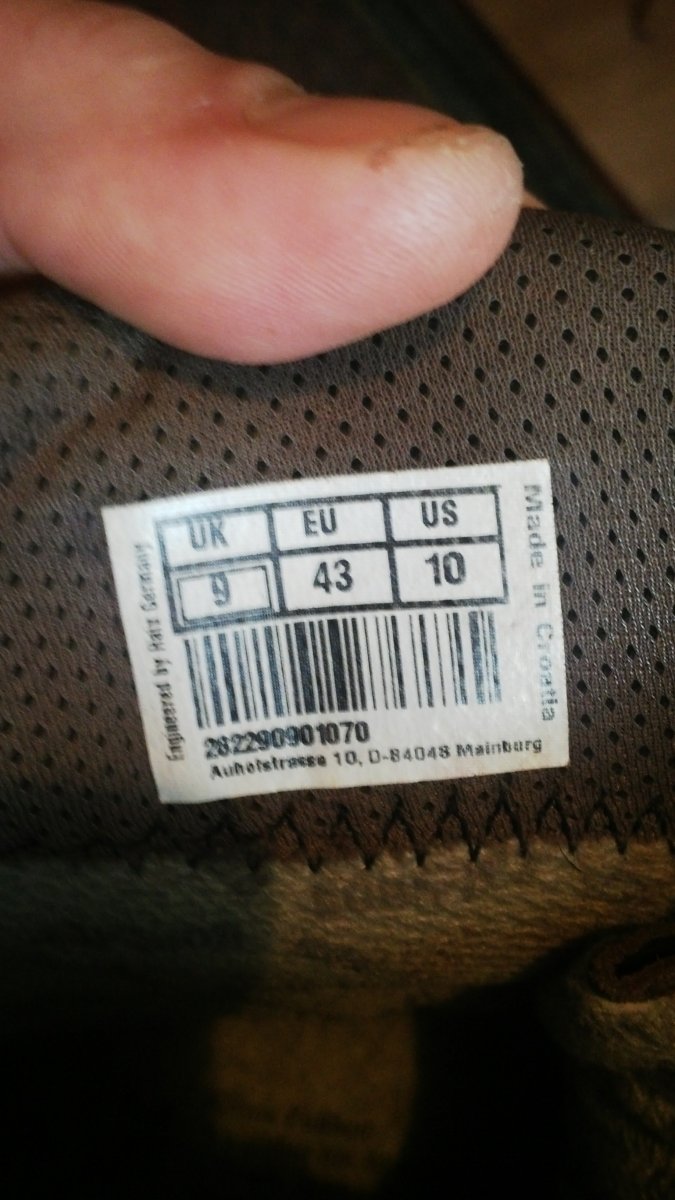 UK EU US
9 43 10
282290901070
Auhofstrasse 10, D-84048 Mainburg
Engineered by Haix Germany
Made in Croatia